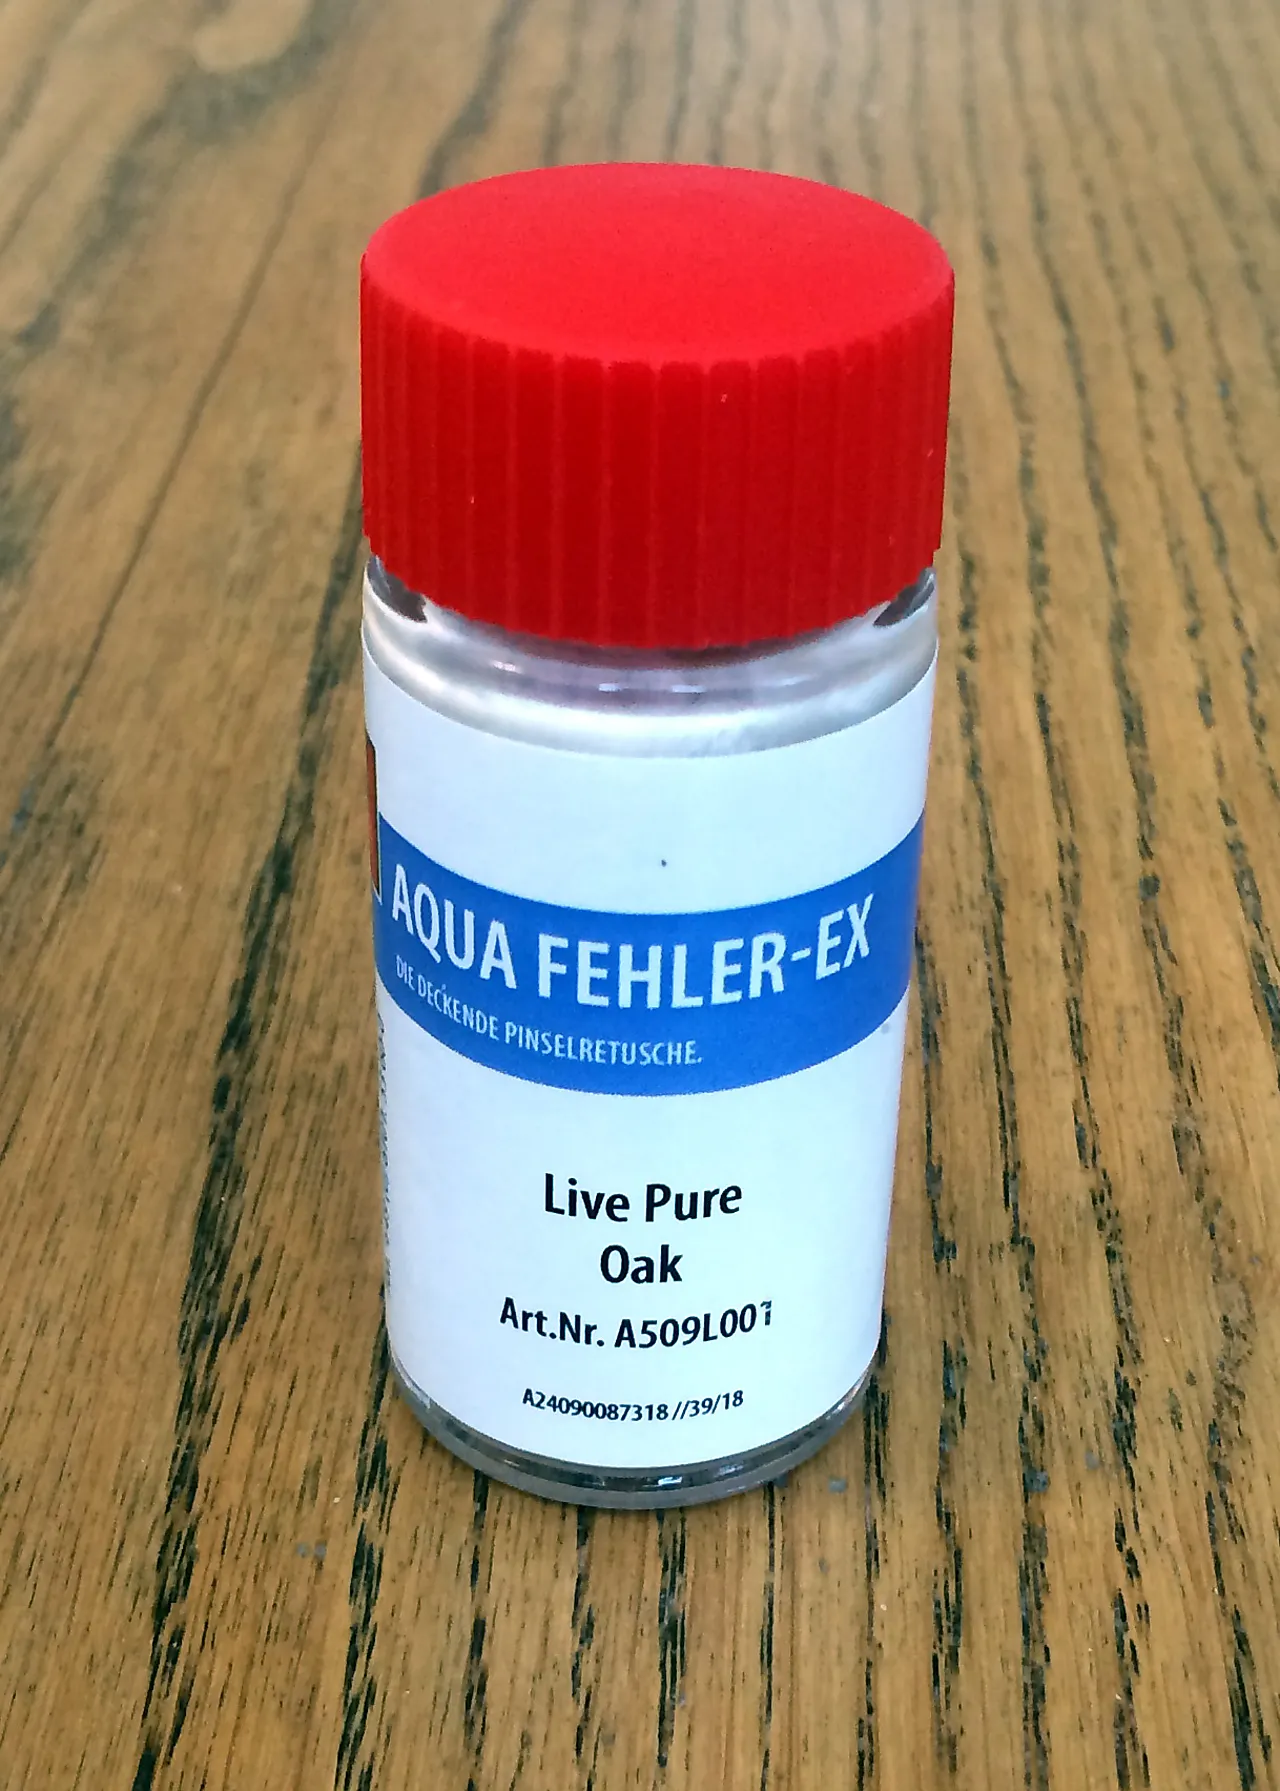 AQUA FEHLER-EX
DIE DECKENDE PINSELRETUSCHE.
Live Pure
Oak
Art.Nr. A509L001
A24090087318//39/18